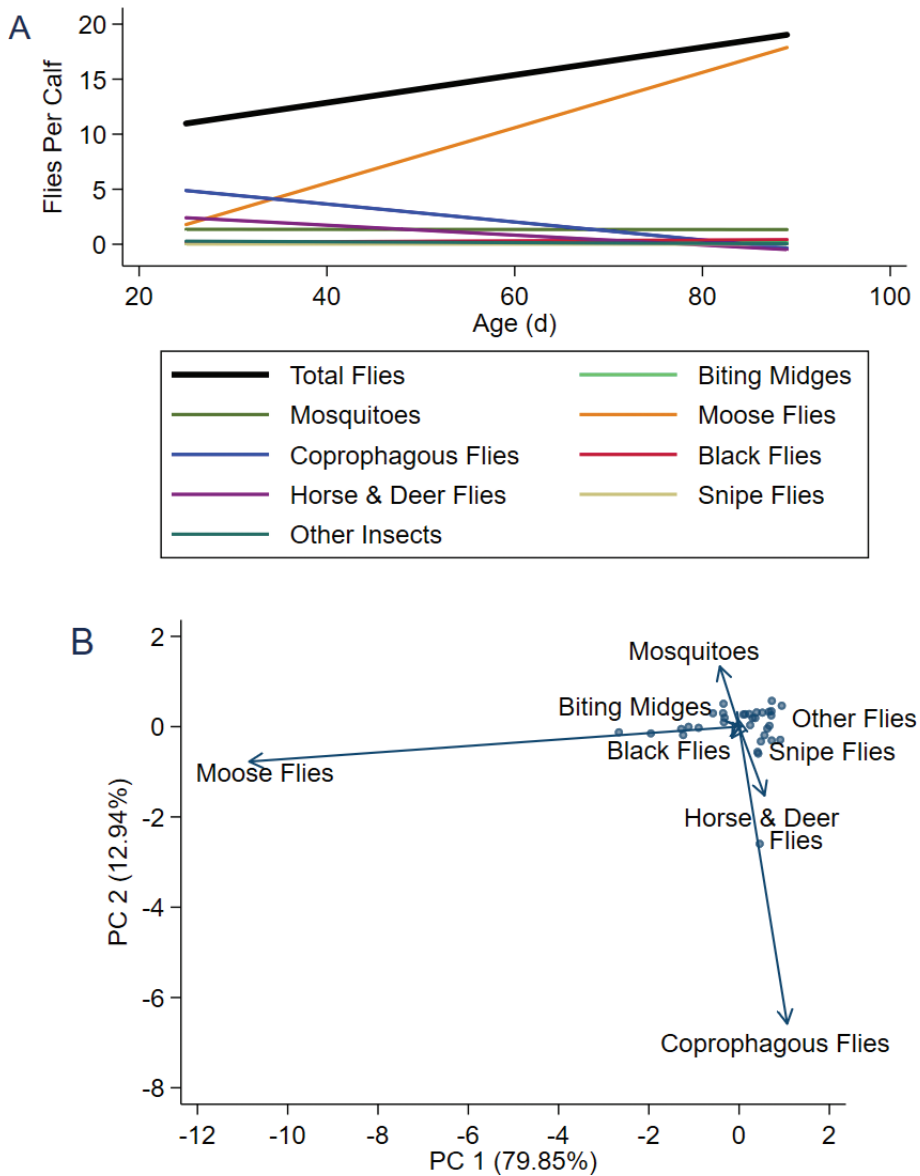 A
Flies Per Calf
20
15
10
5
0
20 40 60 80 100
Age (d)
Total Flies Biting Midges
Mosquitoes Moose Flies
Coprophagous Flies Black Flies
Horse & Deer Flies Snipe Flies
Other Insects
B
PC 2 (12.94%)
2
0
-2
-4
-6
-8
Mosquitoes
Biting Midges Other Flies
Black Flies Snipe Flies
Moose Flies
Horse & Deer
Flies
Coprophagous Flies
-12 -10 -8 -6 -4 -2 0 2
PC 1 (79.85%)